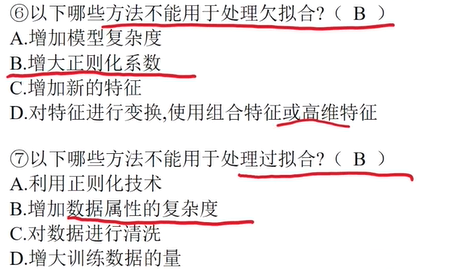 ⑥以下哪些方法不能用于处理欠拟合?( B )
A.增加模型复杂度
B.增大正则化系数
C.增加新的特征
D.对特征进行变换,使用组合特征或高维特征
⑦以下哪些方法不能用于处理过拟合?( B )
A.利用正则化技术
B.增加数据属性的复杂度
C.对数据进行清洗
D.增大训练数据的量